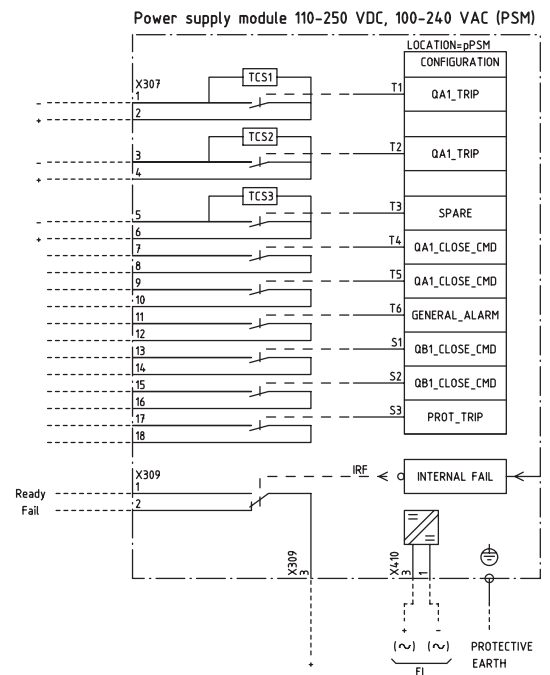 Power supply module 110-250 VDC, 100-240 VAC (PSM)
LOCATION=pPSM
CONFIGURATION
X307
TCS1
- 1
T1
QA1_TRIP
+ 2
TCS2
- 3
T2
QA1_TRIP
+ 4
TCS3
- 5
T3
SPARE
+ 6
7
T4
QA1_CLOSE_CMD
8
9
T5
QA1_CLOSE_CMD
10
11
T6
GENERAL_ALARM
12
13
S1
QB1_CLOSE_CMD
14
15
S2
QB1_CLOSE_CMD
16
17
S3
PROT_TRIP
18
X309
IRF
INTERNAL FAIL
Ready 1
Fail 2
X309
3
X410
3
1
+ -
(~) (~)
+
PROTECTIVE
EARTH